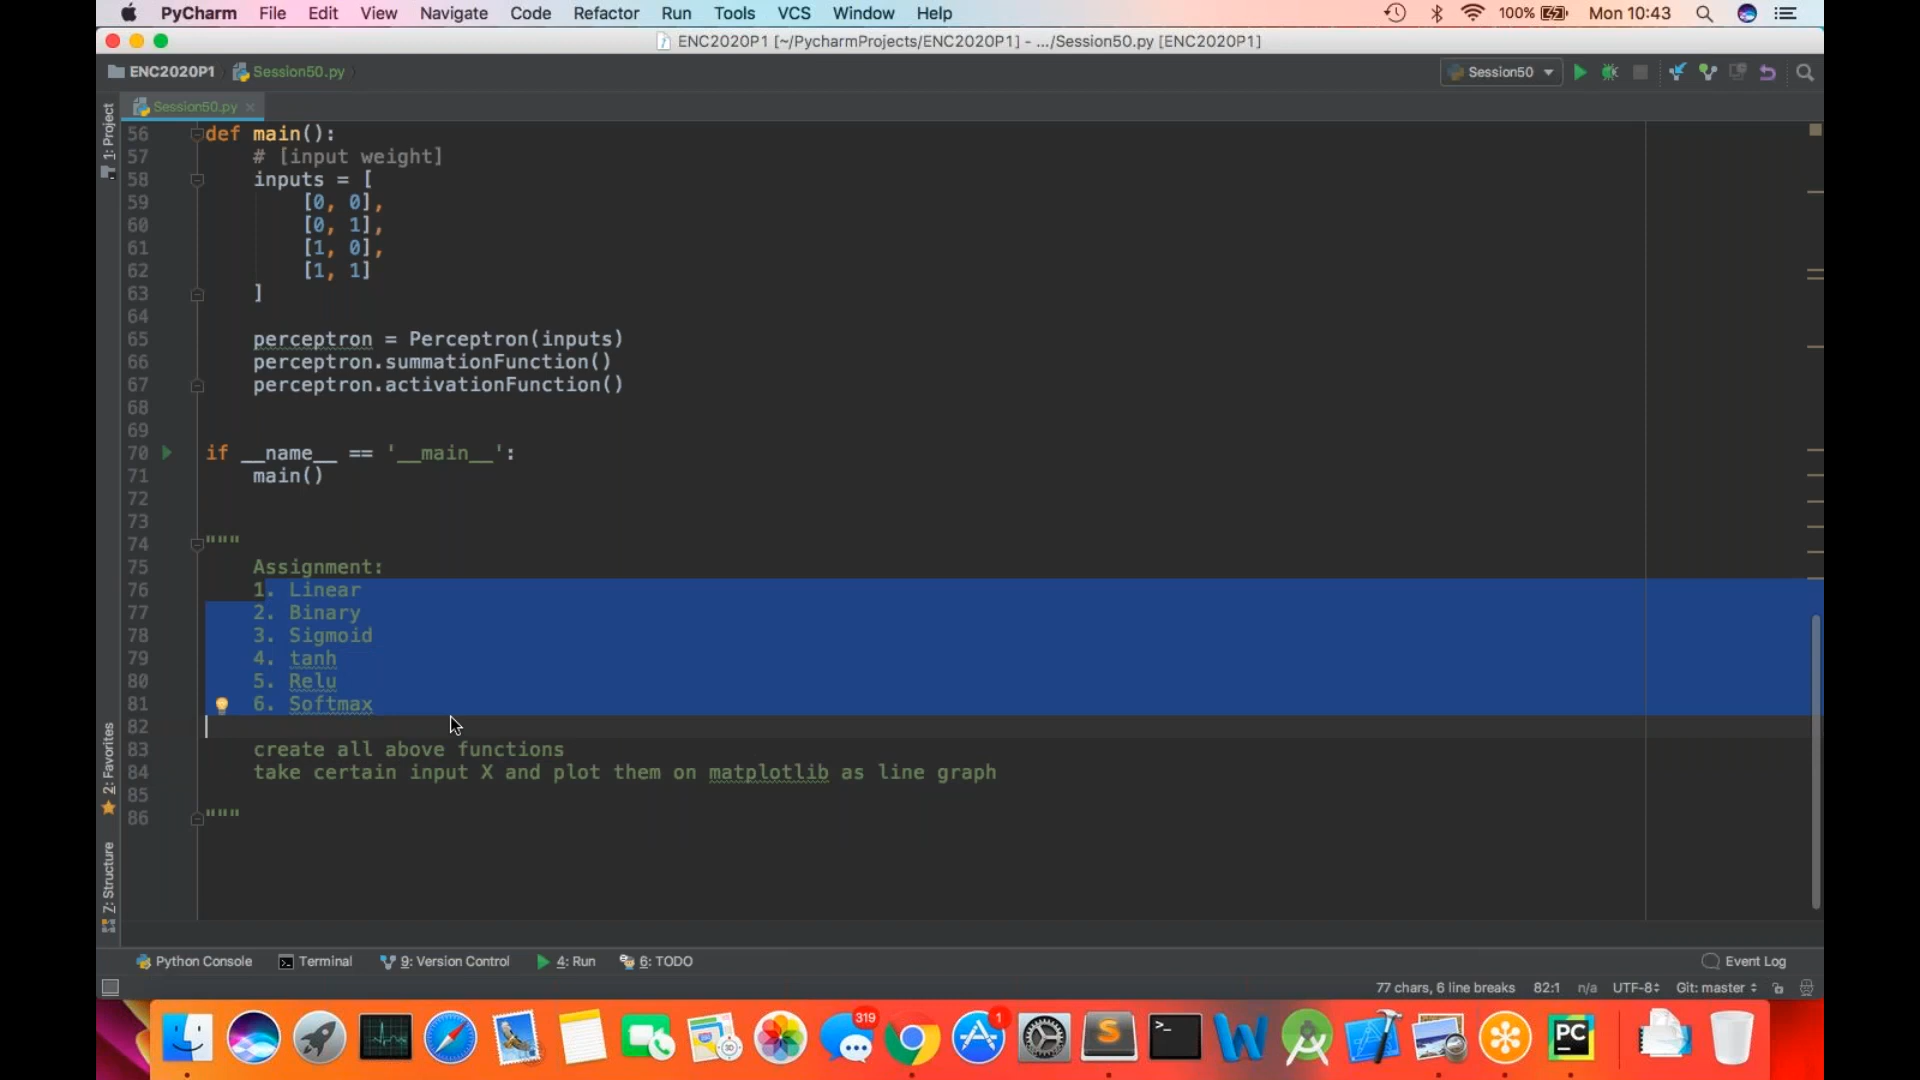 PyCharm File Edit View Navigate Code Refactor Run Tools VCS Window Help 100% Mon 10:43
ENC2020P1 [~/PycharmProjects/ENC2020P1] - .../Session50.py [ENC2020P1]
ENC2020P1 Session50.py Session50
Session50.py
1: Project
56 def main():
57 # [input weight]
58 inputs = [
59 [0, 0],
60 [0, 1],
61 [1, 0],
62 [1, 1]
63 ]
64
65 perceptron = Perceptron(inputs)
66 perceptron.summationFunction()
67 perceptron.activationFunction()
68
69
70 if __name__ == '__main__':
71 main()
72
73
74 """
75 Assignment:
76 1. Linear
77 2. Binary
78 3. Sigmoid
79 4. tanh
80 5. Relu
81 6. Softmax
82
83 create all above functions
84 take certain input X and plot them on matplotlib as line graph
85
86 """
2: Favorites
Z: Structure
Python Console Terminal 9: Version Control 4: Run 6: TODO Event Log
77 chars, 6 line breaks 82:1 n/a UTF-8 Git: master
319 1
PC